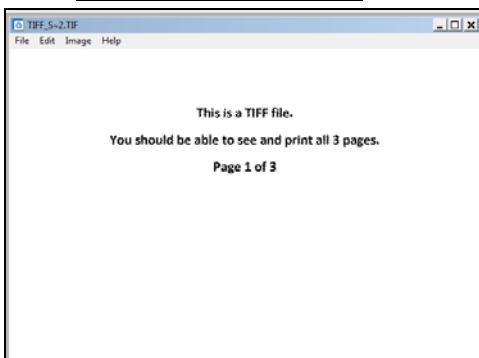 TIFF_S~2.TIF
File Edit Image Help
This is a TIFF file.
You should be able to see and print all 3 pages.
Page 1 of 3